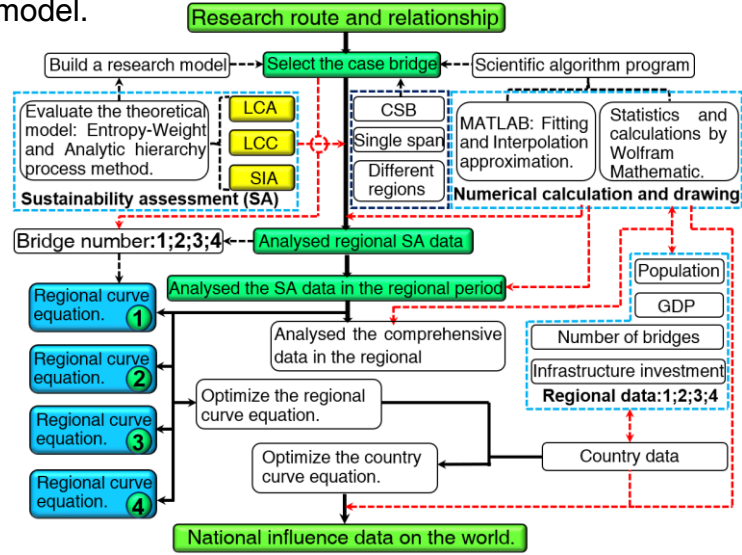 model.
Research route and relationship
Build a research model
Select the case bridge
Scientific algorithm program
Evaluate the theoretical
model: Entropy-Weight
and Analytic hierarchy
process method.
LCA
LCC
SIA
Sustainability assessment (SA)
CSB
Single span
Different
regions
MATLAB: Fitting
and Interpolation
approximation.
Statistics and
calculations by
Wolfram
Mathematic.
Numerical calculation and drawing
Bridge number:1;2;3;4
Analysed regional SA data
Analysed the SA data in the regional period
Regional curve
equation. 1
Regional curve
equation. 2
Regional curve
equation. 3
Regional curve
equation. 4
Analysed the comprehensive
data in the regional
Optimize the regional
curve equation.
Optimize the country
curve equation.
Population
GDP
Number of bridges
Infrastructure investment
Regional data:1;2;3;4
Country data
National influence data on the world.